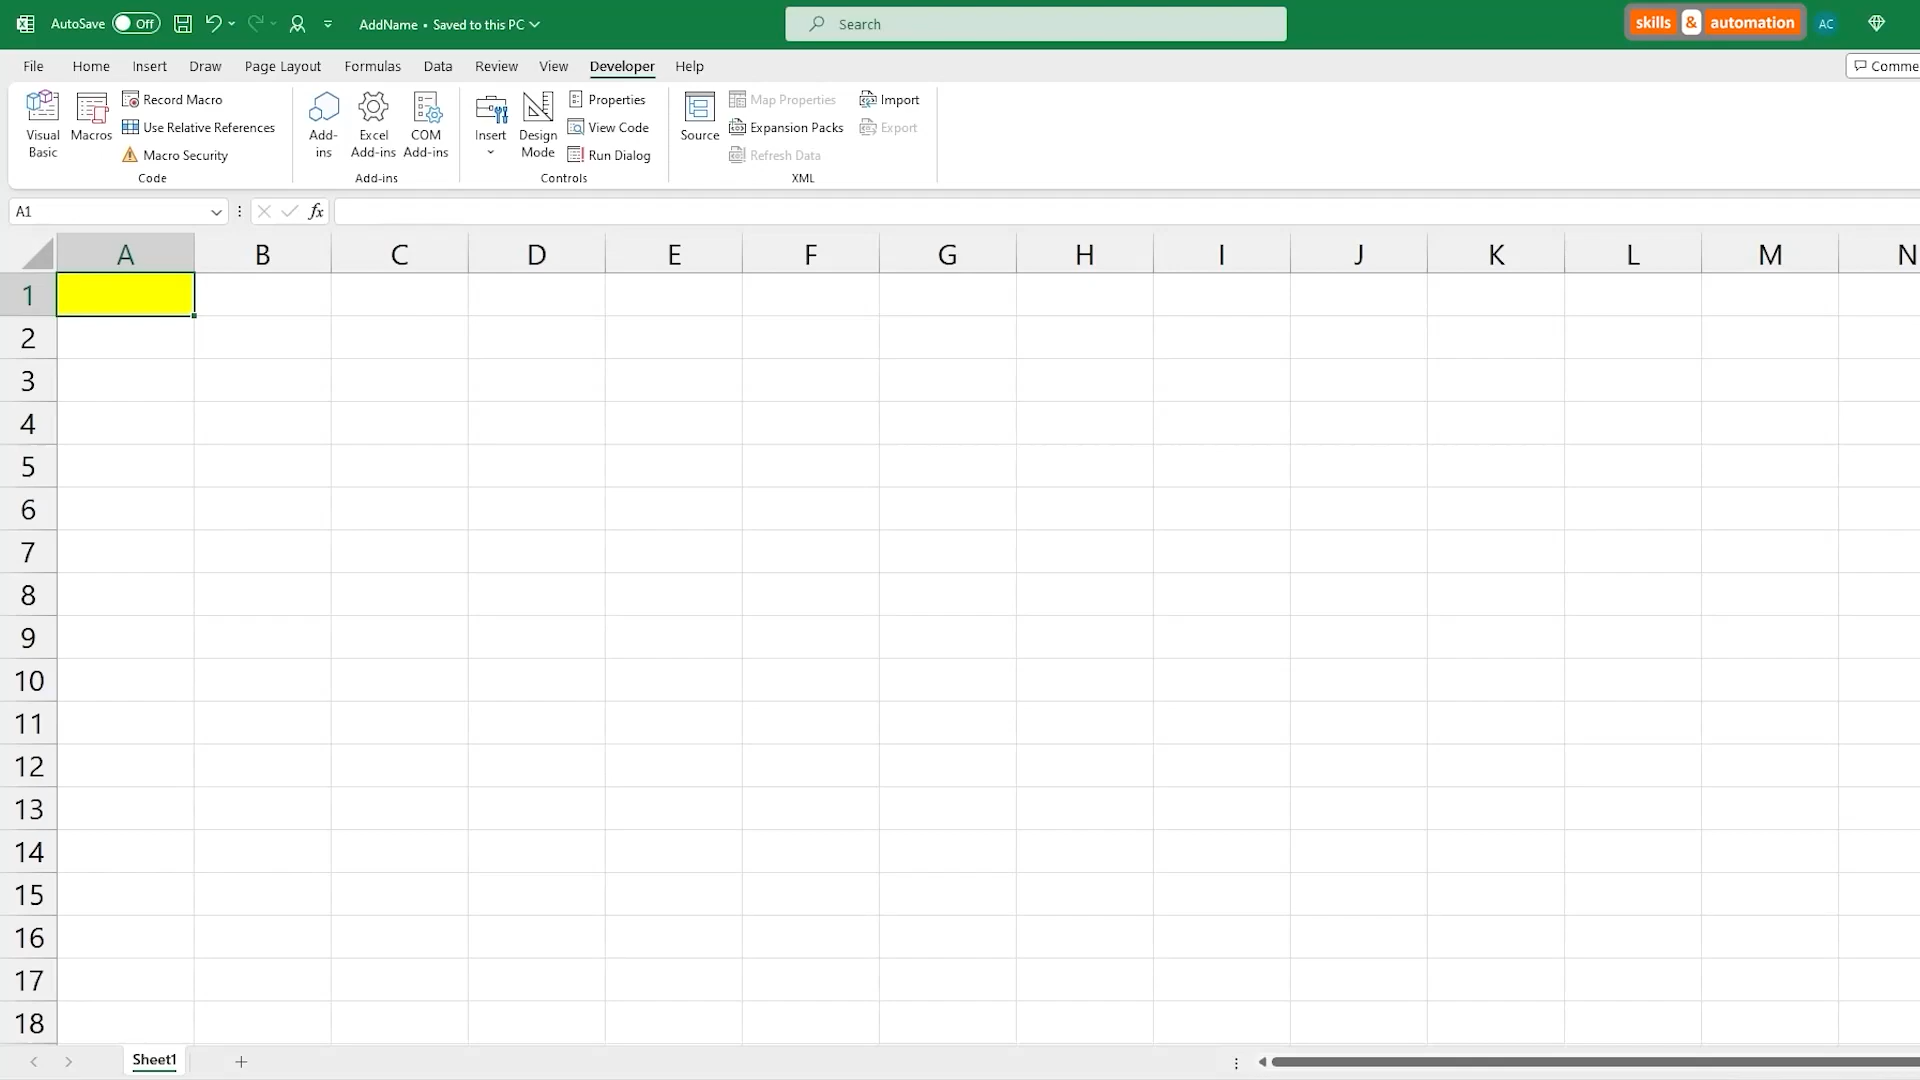 AutoSave Off AddName • Saved to this PC Search skills & automation AC
File Home Insert Draw Page Layout Formulas Data Review View Developer Help Comme
Visual Basic
Macros
Record Macro
Use Relative References
Macro Security
Code
Add-ins
Excel Add-ins
COM Add-ins
Add-ins
Insert
Design Mode
Properties
View Code
Run Dialog
Controls
Source
Map Properties
Expansion Packs
Refresh Data
Import
Export
XML
A1 fx
A B C D E F G H I J K L M N
1
2
3
4
5
6
7
8
9
10
11
12
13
14
15
16
17
18
Sheet1